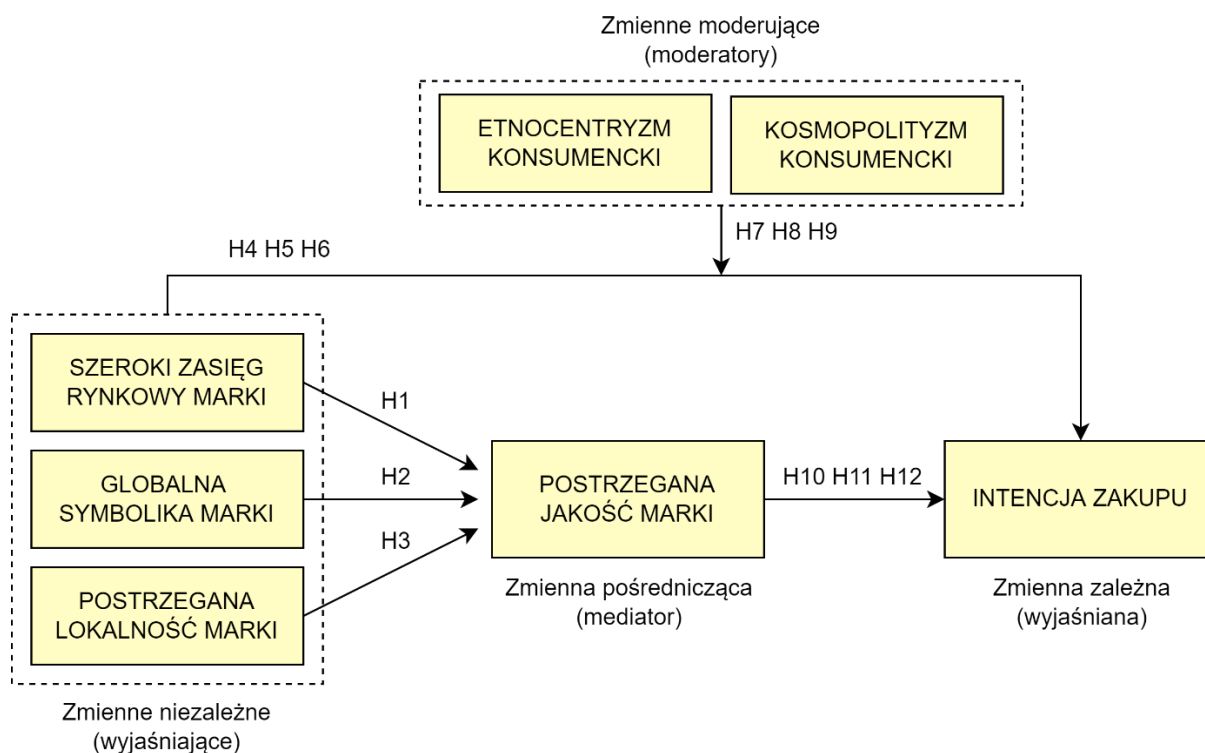 Zmienne moderujące
(moderatory)
ETNOCENTRYZM
KONSUMENCKI
KOSMOPOLITYZM
KONSUMENCKI
H7 H8 H9
H4 H5 H6
SZEROKI ZASIĘG
RYNKOWY MARKI
H1
GLOBALNA
SYMBOLIKA MARKI
H2
POSTRZEGANA
LOKALNOŚĆ MARKI
H3
Zmienne niezależne
(wyjaśniające)
POSTRZEGANA
JAKOŚĆ MARKI
Zmienna pośrednicząca
(mediator)
H10 H11 H12
INTENCJA ZAKUPU
Zmienna zależna
(wyjaśniana)